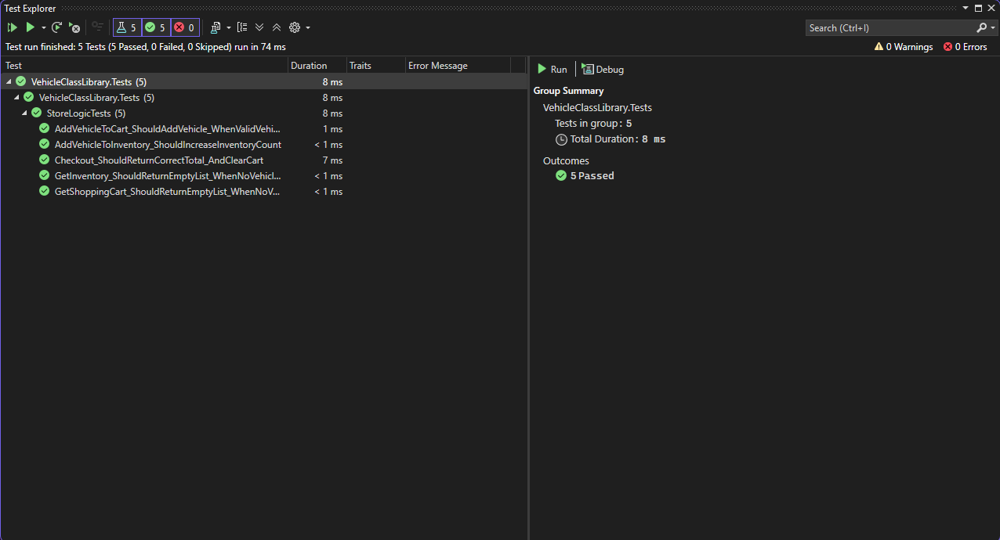 Test Explorer
5 5 0
Search (Ctrl+I)
Test run finished: 5 Tests (5 Passed, 0 Failed, 0 Skipped) run in 74 ms
0 Warnings 0 Errors
Test Duration Traits Error Message
VehicleClassLibrary.Tests (5) 8 ms
VehicleClassLibrary.Tests (5) 8 ms
StoreLogicTests (5) 8 ms
AddVehicleToCart_ShouldAddVehicle_WhenValidVehi... 1 ms
AddVehicleToInventory_ShouldIncreaseInventoryCount < 1 ms
Checkout_ShouldReturnCorrectTotal_AndClearCart 7 ms
GetInventory_ShouldReturnEmptyList_WhenNoVehicl... < 1 ms
GetShoppingCart_ShouldReturnEmptyList_WhenNoV... < 1 ms
Run Debug
Group Summary
VehicleClassLibrary.Tests
Tests in group: 5
Total Duration: 8 ms
Outcomes
5 Passed